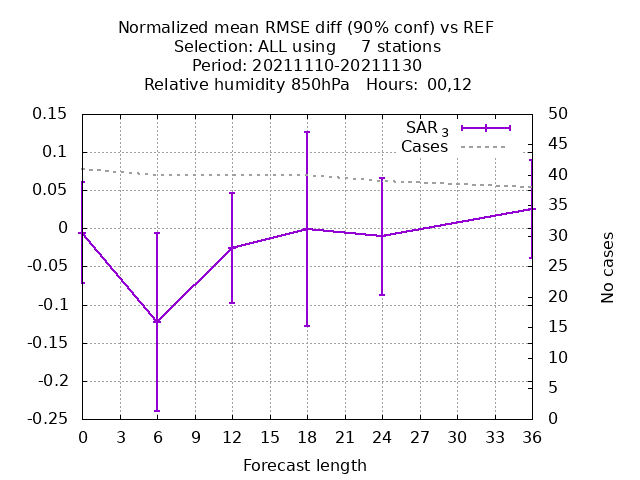 Normalized mean RMSE diff (90% conf) vs REF
Selection: ALL using     7 stations
Period: 20211110-20211130
Relative humidity 850hPa   Hours:  00,12
SAR 3
Cases
0.15
0.1
0.05
0
-0.05
-0.1
-0.15
-0.2
-0.25
50
45
40
35
30
25
20
15
10
5
0
No cases
0 3 6 9 12 15 18 21 24 27 30 33 36
Forecast length